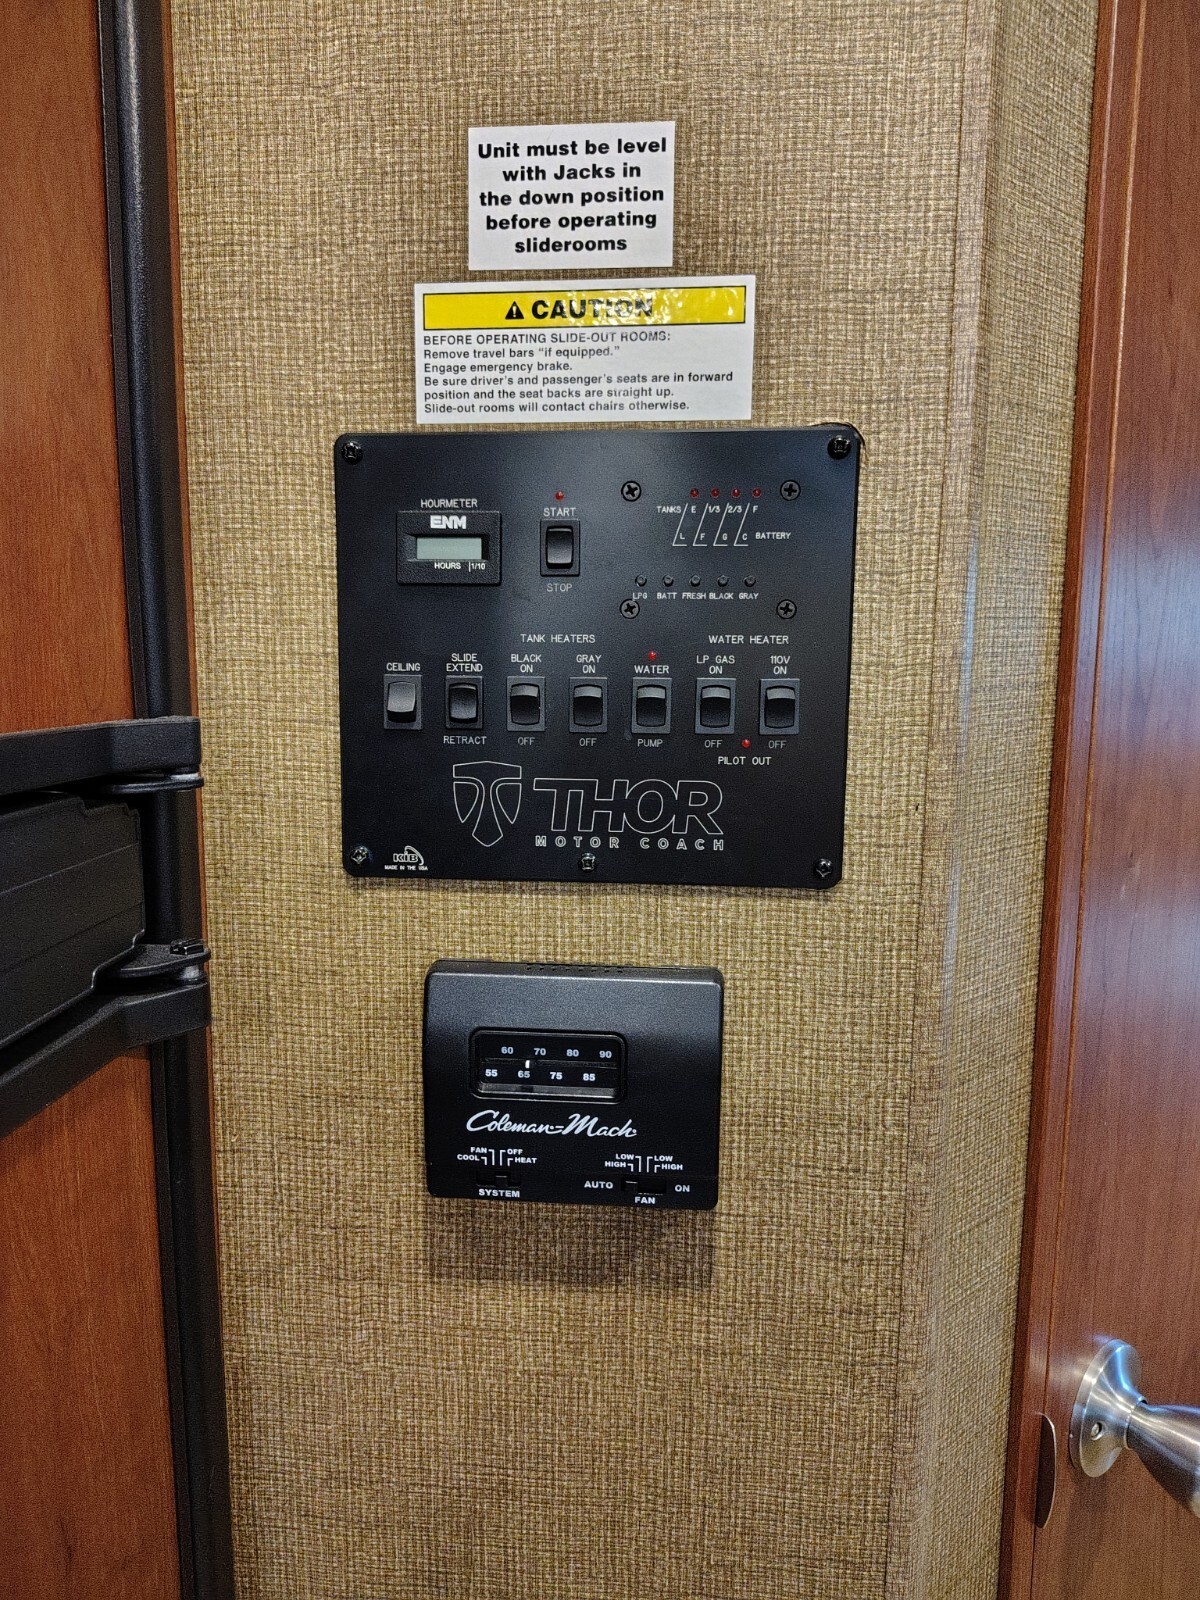 Unit must be level
with Jacks in
the down position
before operating
sliderooms
CAUTION
BEFORE OPERATING SLIDE-OUT ROOMS:
Remove travel bars "if equipped."
Engage emergency brake.
Be sure driver's and passenger's seats are in forward
position and the seat backs are straight up.
Slide-out rooms will contact chairs otherwise.
HOURMETER
ENM
HOURS 1/10
START
STOP
TANKS E 1/3 2/3 F
L F G C BATTERY
LPG BATT FRESH BLACK GRAY
TANK HEATERS
WATER HEATER
CEILING
SLIDE
EXTEND
RETRACT
BLACK
ON
OFF
GRAY
ON
OFF
WATER
PUMP
LP GAS
ON
OFF
110V
ON
OFF
PILOT OUT
THOR
MOTOR COACH
KIB
MADE IN THE USA
60 70 80 90
55 65 75 85
Coleman-Mach
FAN OFF
COOL HEAT
SYSTEM
LOW LOW
HIGH HIGH
AUTO ON
FAN